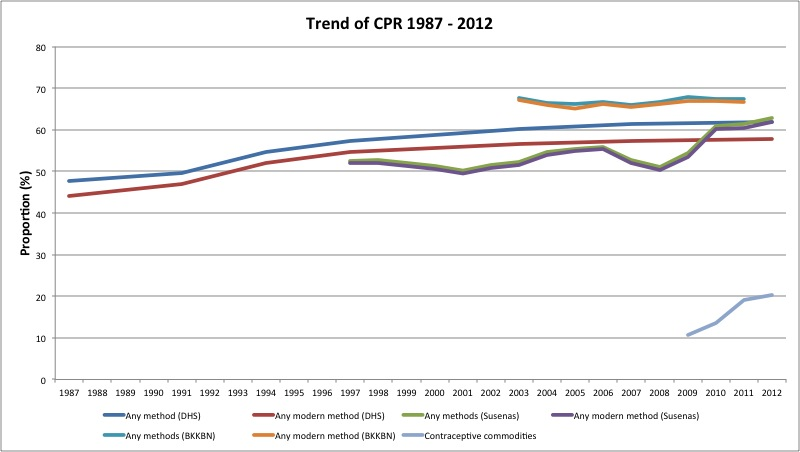 Trend of CPR 1987 - 2012
Proportion (%)
80
70
60
50
40
30
20
10
0
1987 1988 1989 1990 1991 1992 1993 1994 1995 1996 1997 1998 1999 2000 2001 2002 2003 2004 2005 2006 2007 2008 2009 2010 2011 2012
Any method (DHS) Any modern method (DHS) Any methods (Susenas) Any modern method (Susenas)
Any methods (BKKBN) Any modern method (BKKBN) Contraceptive commodities